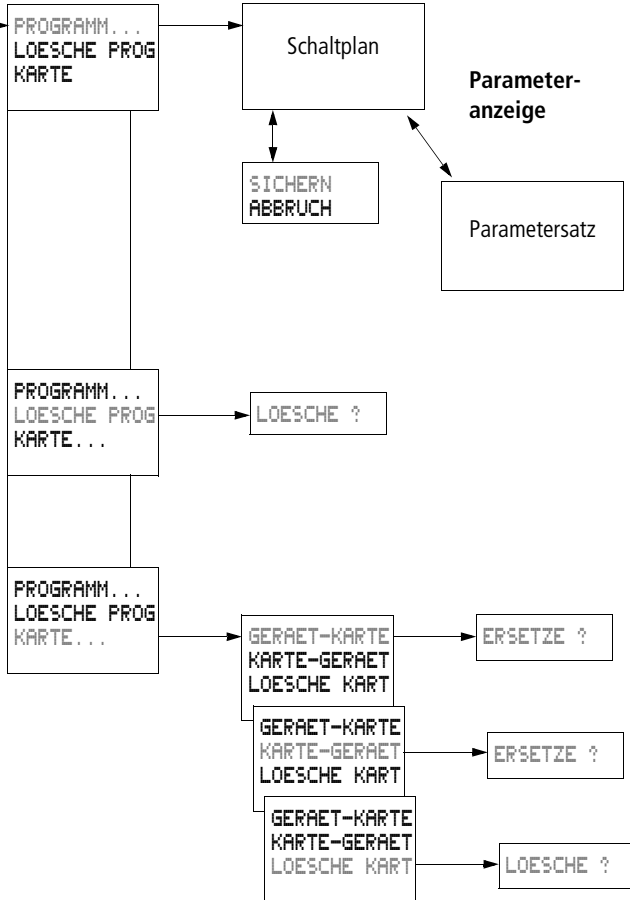 PROGRAMM...
LOESCHE PROG
KARTE
Schaltplan
Parameter-
anzeige
SICHERN
ABBRUCH
Parametersatz
PROGRAMM...
LOESCHE PROG
KARTE...
LOESCHE ?
PROGRAMM...
LOESCHE PROG
KARTE...
GERAET-KARTE
KARTE-GERAET
LOESCHE KART
ERSETZE ?
GERAET-KARTE
KARTE-GERAET
LOESCHE KART
ERSETZE ?
GERAET-KARTE
KARTE-GERAET
LOESCHE KART
LOESCHE ?